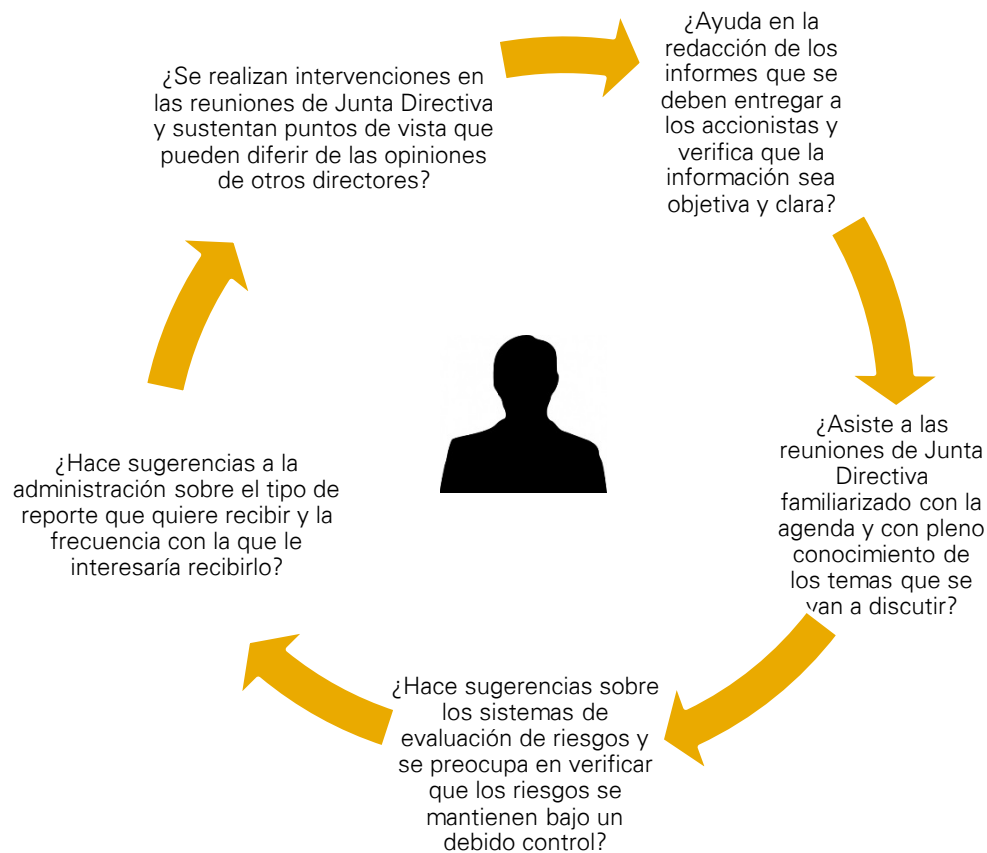 ¿Se realizan intervenciones en
las reuniones de Junta Directiva
y sustentan puntos de vista que
pueden diferir de las opiniones
de otros directores?
¿Ayuda en la
redacción de los
informes que se
deben entregar a
los accionistas y
verifica que la
información sea
objetiva y clara?
¿Asiste a las
reuniones de Junta
Directiva
familiarizado con la
agenda y con pleno
conocimiento de
los temas que se
van a discutir?
¿Hace sugerencias sobre
los sistemas de
evaluación de riesgos y
se preocupa en verificar
que los riesgos se
mantienen bajo un
debido control?
¿Hace sugerencias a la
administración sobre el tipo de
reporte que quiere recibir y la
frecuencia con la que le
interesaría recibirlo?